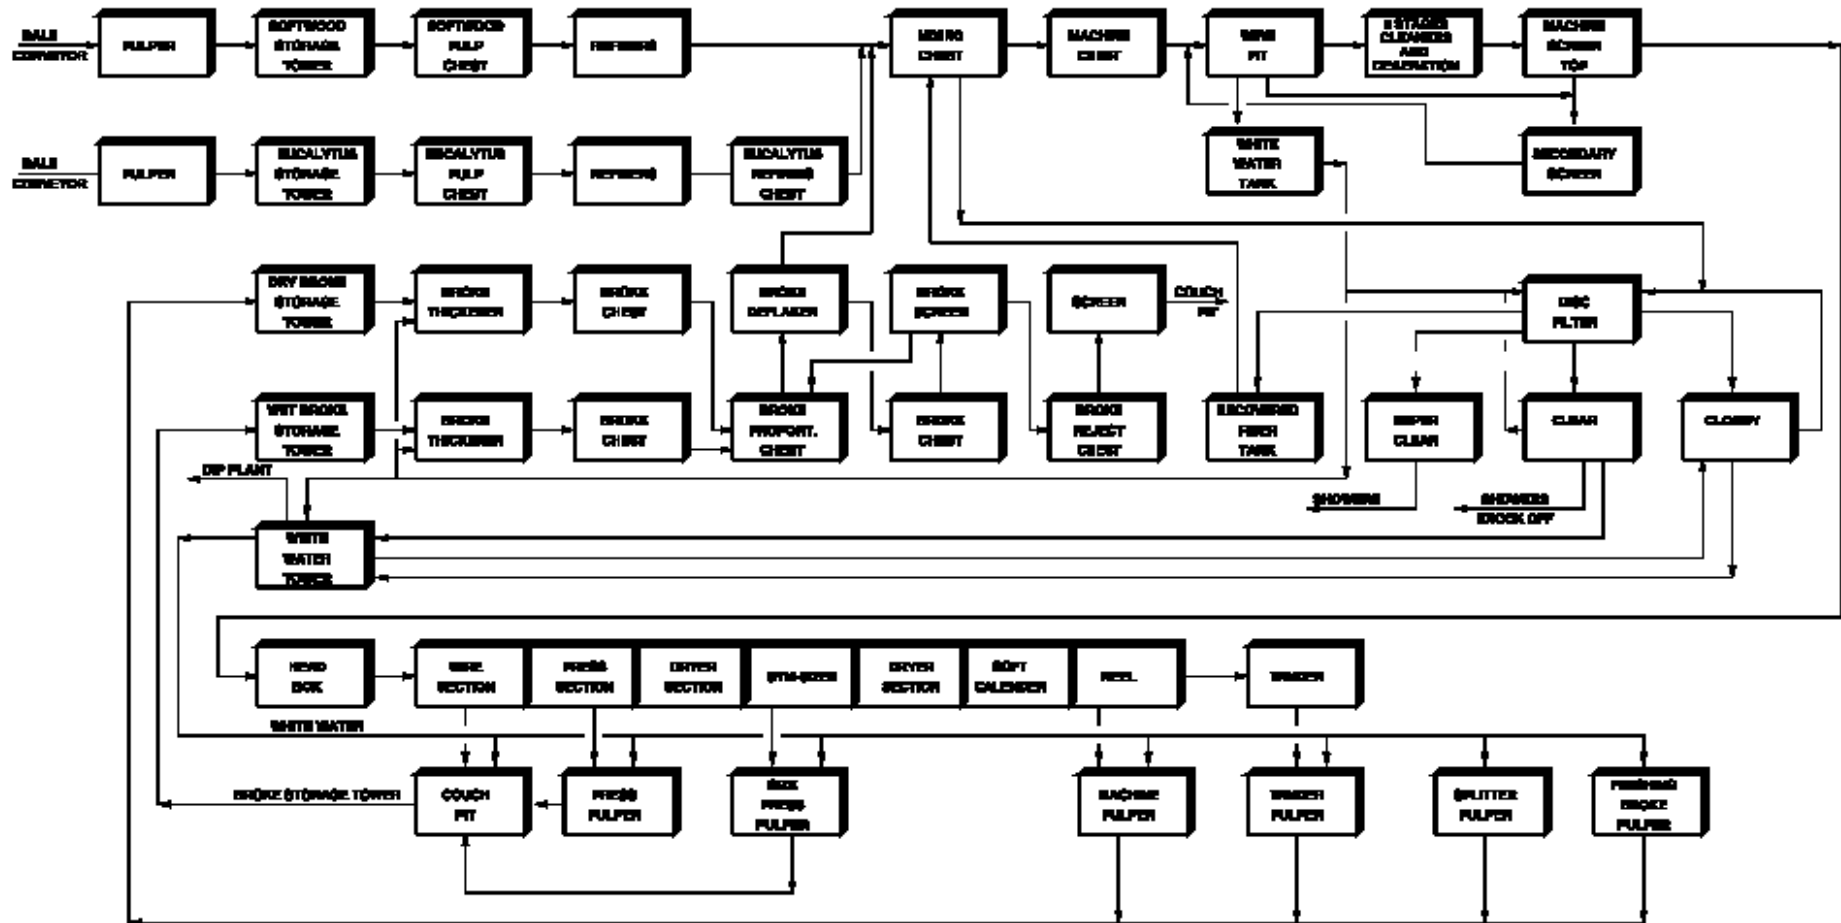 BALE
CONVEYOR
PULPER
SOFTWOOD
STORAGE
TOWER
SOFTWOOD
PULP
CHEST
REFINERS
MIXING
CHEST
MACHINE
CHEST
WIRE
PIT
STAGES
CLEANERS
AND
DEAERATION
MACHINE
SCREEN
TOP
BALE
CONVEYOR
PULPER
EUCALYTUS
STORAGE
TOWER
EUCALYTUS
PULP
CHEST
REFINERS
EUCALYTUS
REFINING
CHEST
WHITE
WATER
TANK
SECONDARY
SCREEN
DRY BROKE
STORAGE
TOWER
BROKE
THICKENER
BROKE
CHEST
BROKE
DEFLAKER
BROKE
SCREEN
SCREEN
COUCH
PIT
DISC
FILTER
WET BROKE
STORAGE
TOWER
BROKE
THICKENER
BROKE
CHEST
BROKE
PROPORT.
CHEST
BROKE
CHEST
BROKE
REJECT
CHEST
RECOVERED
FIBER
TANK
SUPER
CLEAR
CLEAR
CLOUDY
DIP PLANT
SHOWERS
SHOWERS
KNOCK OFF
WHITE
WATER
TOWER
HEAD
BOX
WIRE
SECTION
PRESS
SECTION
DRYER
SECTION
SYM-SIZER
DRYER
SECTION
SOFT
CALENDER
REEL
WINDER
WHITE WATER
BROKE STORAGE TOWER
COUCH
PIT
PRESS
PULPER
SIZE
PRESS
PULPER
MACHINE
PULPER
WINDER
PULPER
SPLITTER
PULPER
FINISHING
BROKE
PULPER